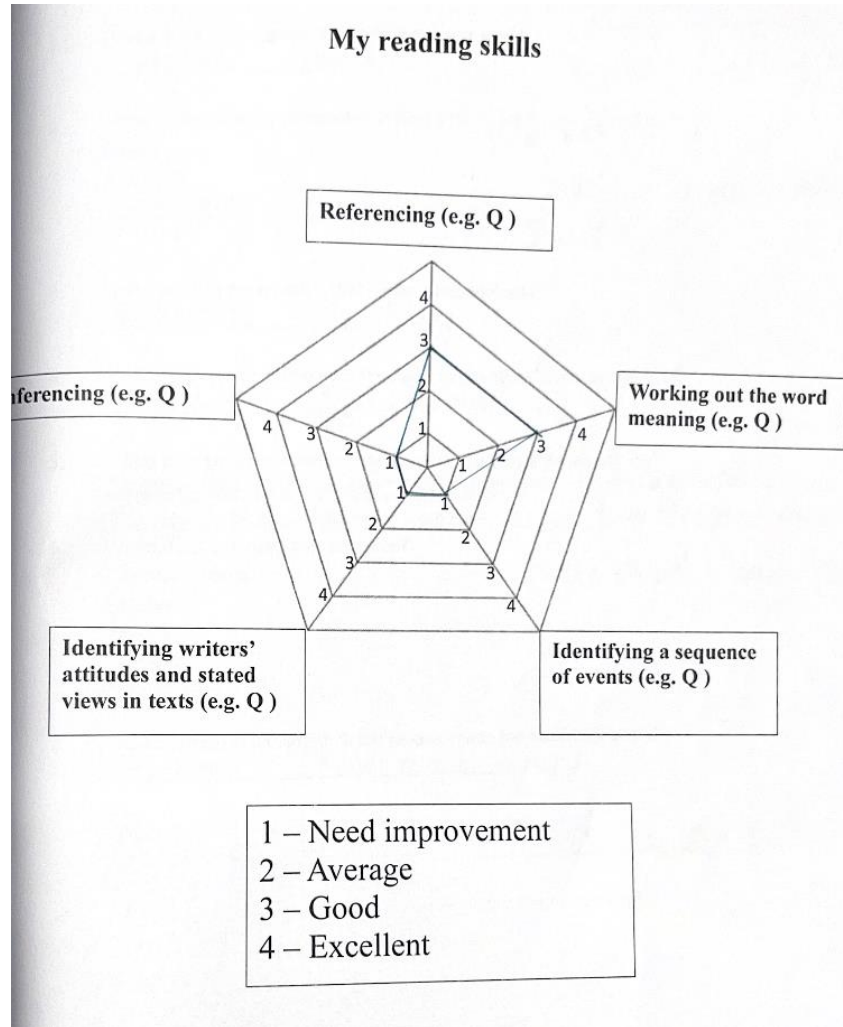 My reading skills
Referencing (e.g. Q )
4
3
2
1
nferencing (e.g. Q )
4
3
2
1
Working out the word
meaning (e.g. Q )
1
2
3
4
1
2
3
4
1
2
3
4
Identifying writers’
attitudes and stated
views in texts (e.g. Q )
Identifying a sequence
of events (e.g. Q )
1 – Need improvement
2 – Average
3 – Good
4 – Excellent